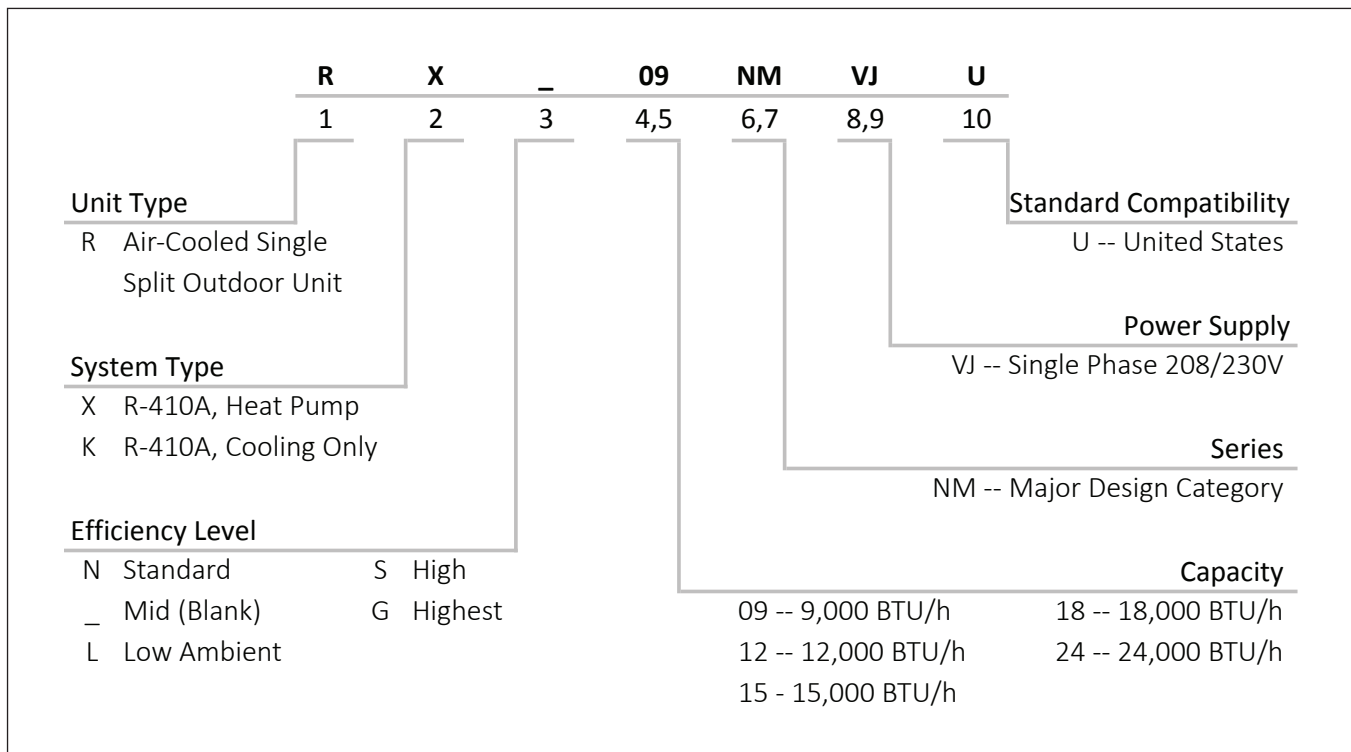 R X _ 09 NM VJ U
1 2 3 4,5 6,7 8,9 10
Unit Type
R Air-Cooled Single
Split Outdoor Unit
System Type
X R-410A, Heat Pump
K R-410A, Cooling Only
Efficiency Level
N Standard S High
_ Mid (Blank) G Highest
L Low Ambient
Standard Compatibility
U -- United States
Power Supply
VJ -- Single Phase 208/230V
Series
NM -- Major Design Category
Capacity
09 -- 9,000 BTU/h 18 -- 18,000 BTU/h
12 -- 12,000 BTU/h 24 -- 24,000 BTU/h
15 - 15,000 BTU/h